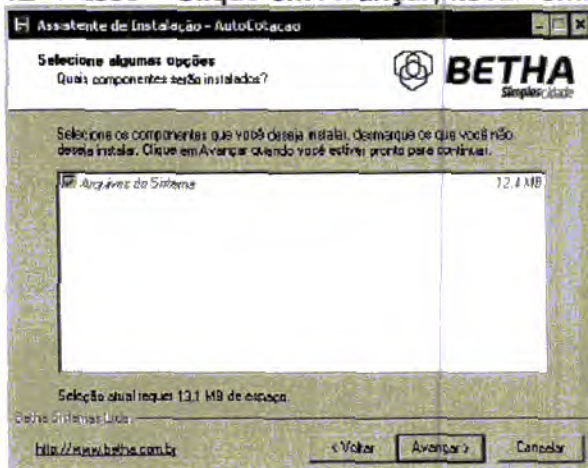 Assistente de Instalação - AutoCotacao
Selecione algumas opções
Quais componentes serão instalados?
BETHA
Simplescidade
Selecione os componentes que você deseja instalar, desmarque os que você não
deseja instalar. Clique em Avançar quando você estiver pronto para continuar.
Arquivos do Sistema 12,4 MB
Seleção atual requer 13,1 MB de espaço.
Betha Sistemas Ltda.
http://www.betha.com.br
< Voltar Avançar > Cancelar